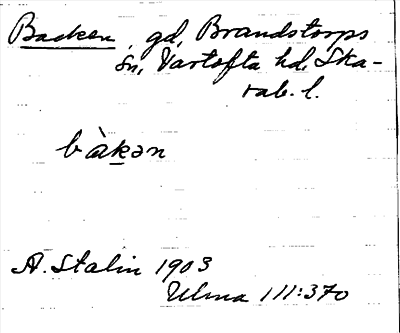 Backen, gd, Brandstorps
sn, Vartofta hd, Ska-
rab. l.
bàkən
A. Stalin 1903
Ulma 111:370